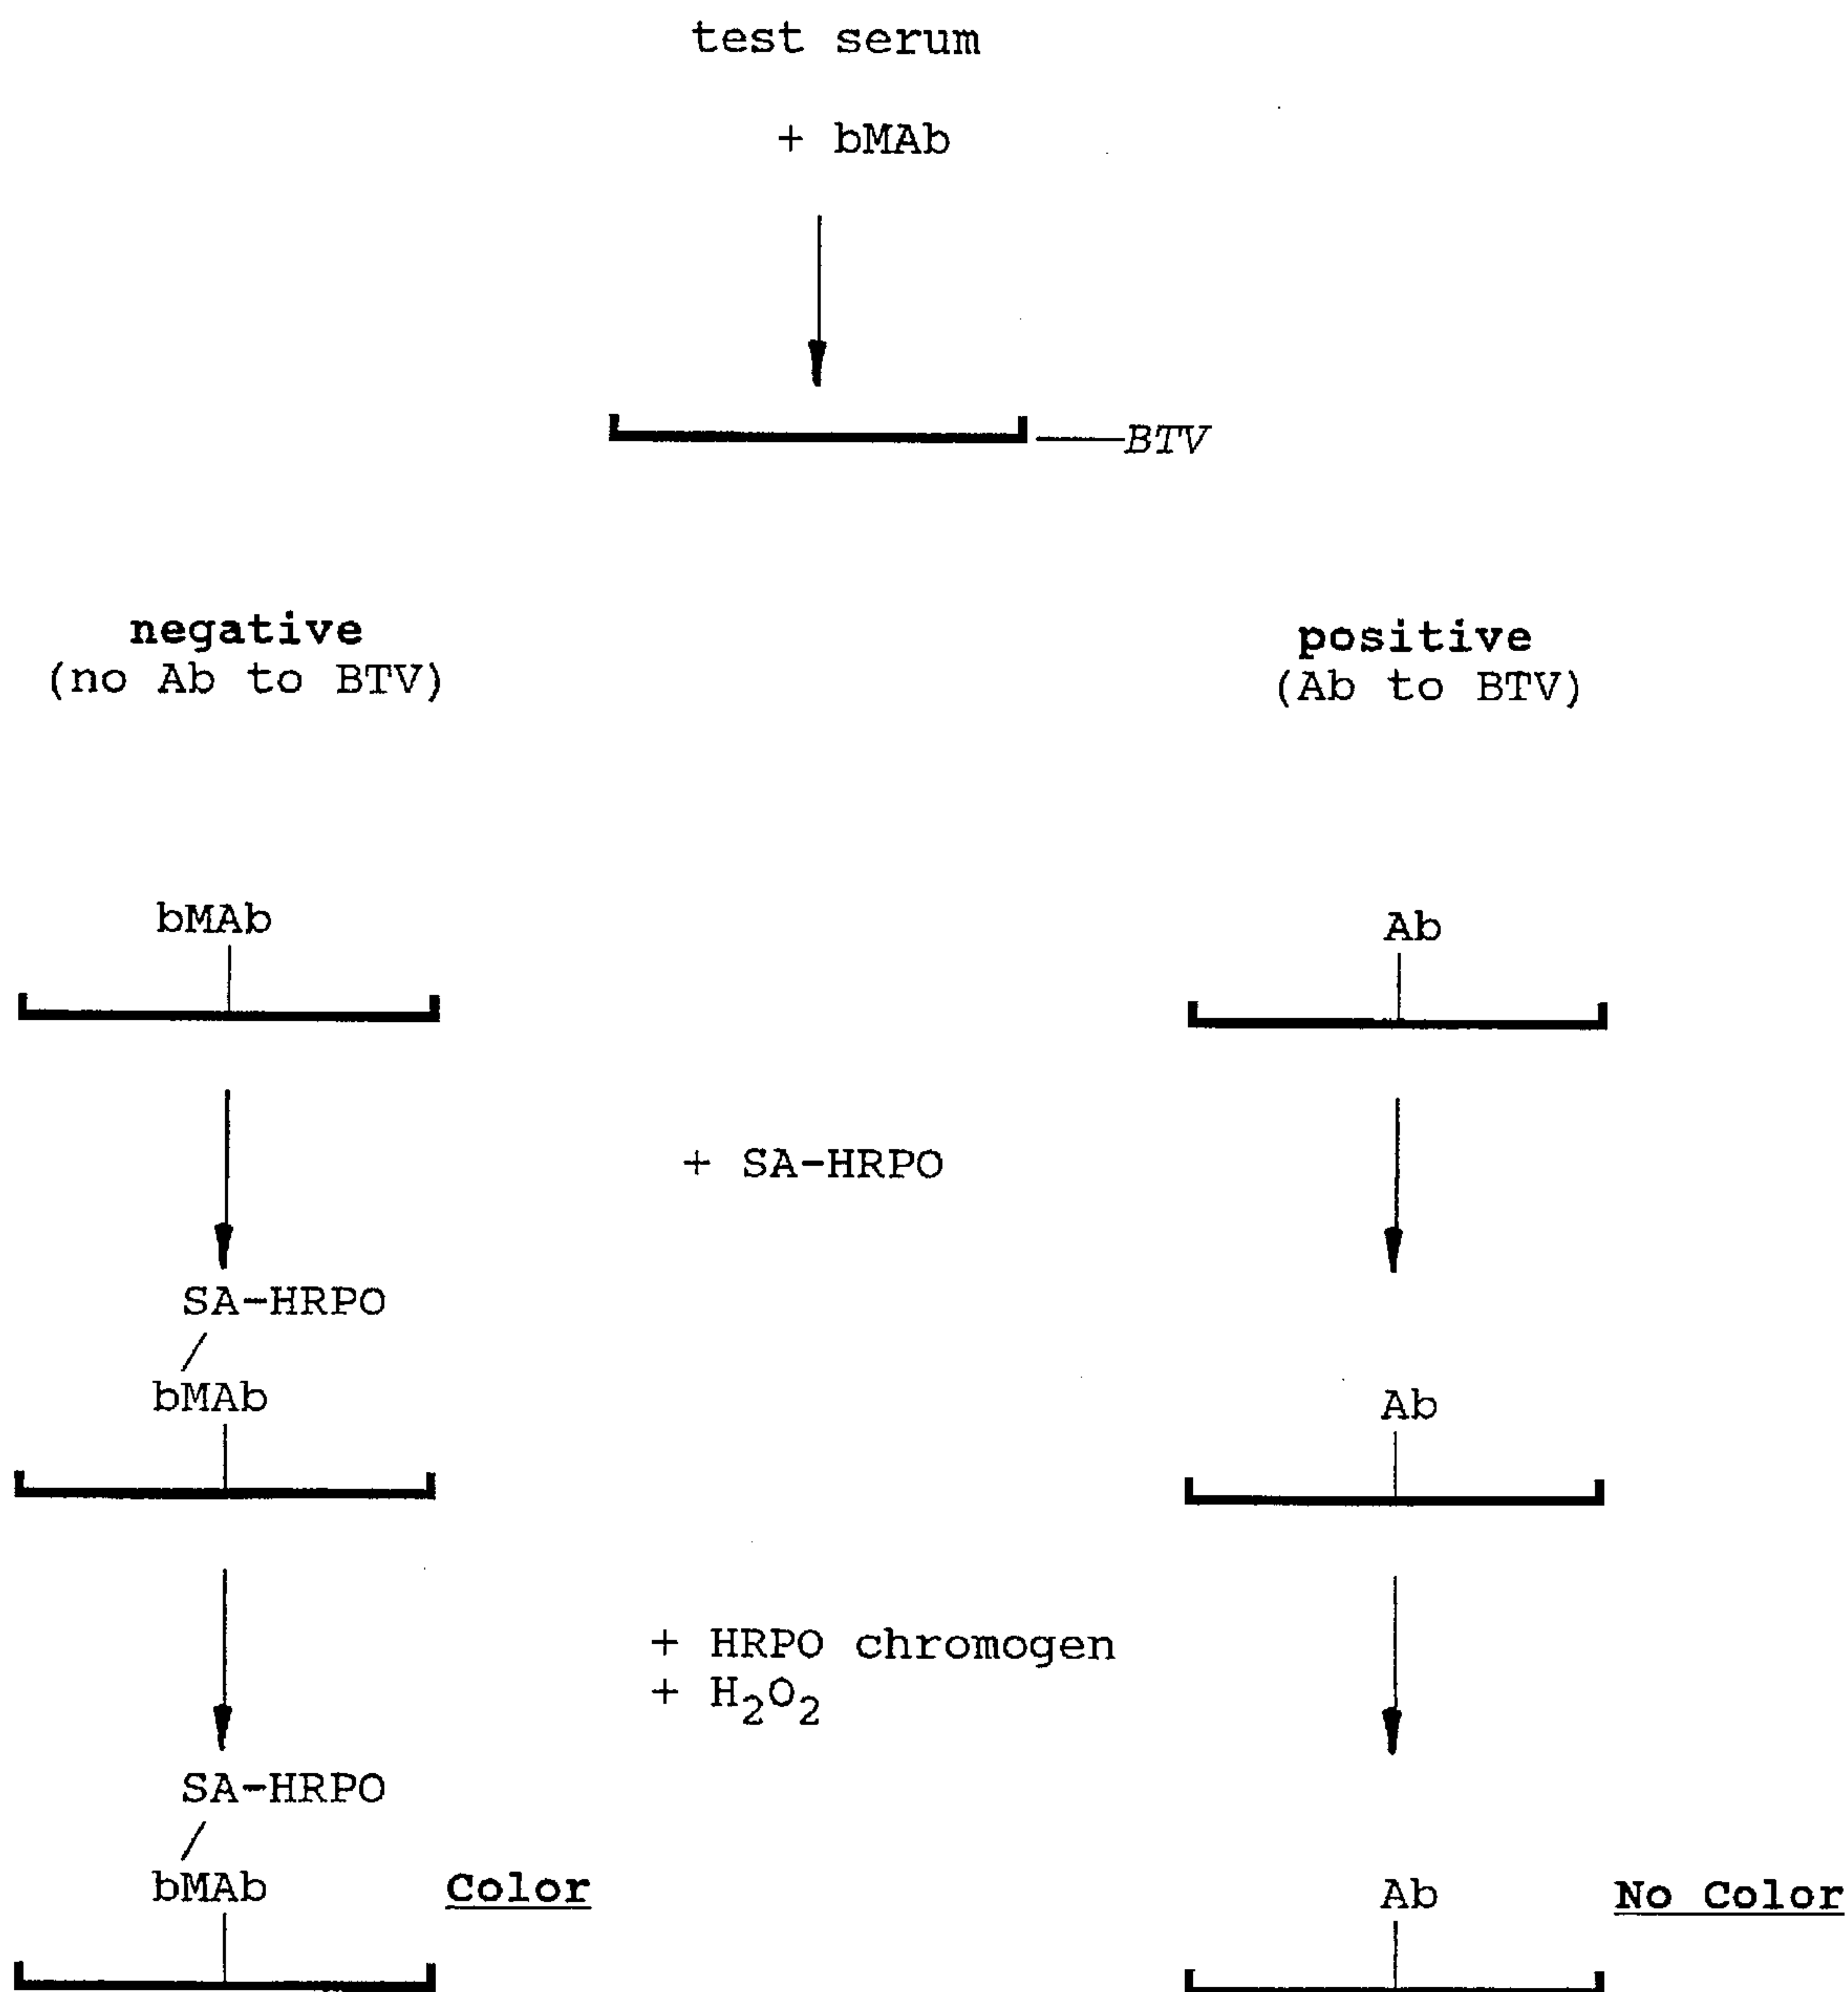 test serum
+ bMAb
BTV
negative
(no Ab to BTV)
positive
(Ab to BTV)
bMAb
Ab
+ SA-HRPO
SA-HRPO
/
bMAb
Ab
+ HRPO chromogen
+ H₂O₂
SA-HRPO
/
bMAb
Color
Ab
No Color